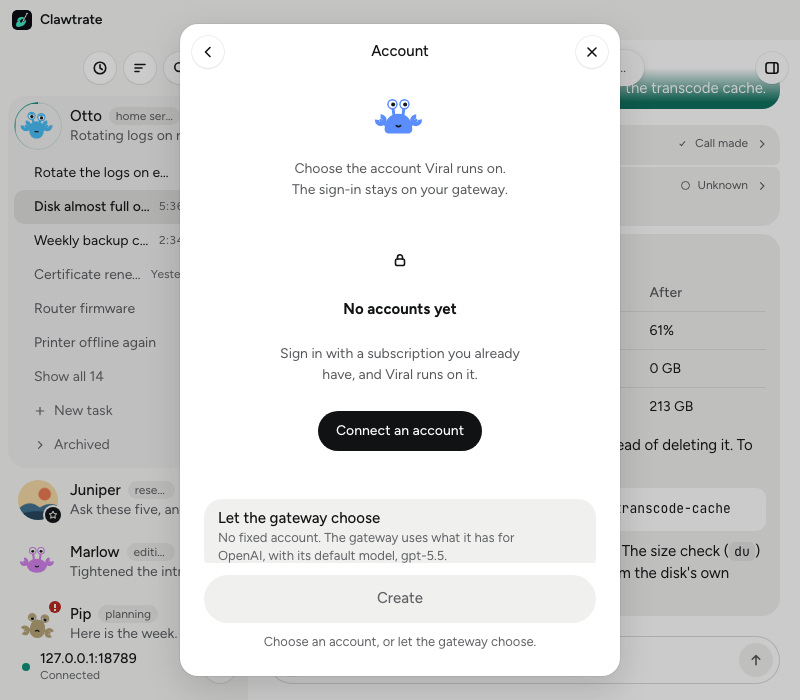 Clawtrate
Account
Otto
home ser...
Rotating logs on
Rotate the logs on e...
Disk almost full o...
5:36
Weekly backup c...
2:34
Certificate rene...
Yeste
Router firmware
Printer offline again
Show all 14
New task
Archived
Juniper
rese...
Ask these five, an
Marlow
editi...
Tightened the intr
Pip
planning
Here is the week.
127.0.0.1:18789
Connected
Choose the account Viral runs on.
The sign-in stays on your gateway.
No accounts yet
Sign in with a subscription you already
have, and Viral runs on it.
Connect an account
Let the gateway choose
No fixed account. The gateway uses what it has for
OpenAI, with its default model, gpt-5.5.
Create
Choose an account, or let the gateway choose.
...
the transcode cache.
Call made
Unknown
After
61%
0 GB
213 GB
ead of deleting it. To
transcode-cache
The size check (du)
m the disk's own